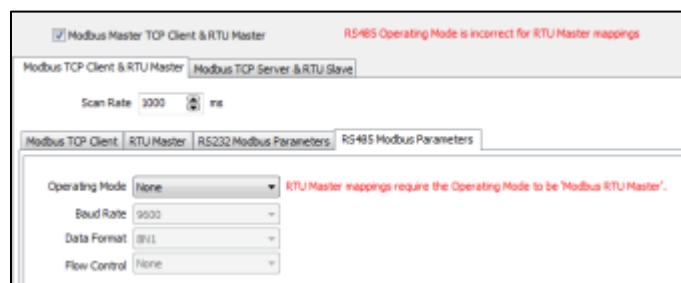 Modbus Master TCP Client & RTU Master RS485 Operating Mode is incorrect for RTU Master mappings
Modbus TCP Client & RTU Master Modbus TCP Server & RTU Slave
Scan Rate 1000 ms
Modbus TCP Client RTU Master RS232 Modbus Parameters RS485 Modbus Parameters
Operating Mode None RTU Master mappings require the Operating Mode to be 'Modbus RTU Master'.
Baud Rate 9600
Data Format 8N1
Flow Control None